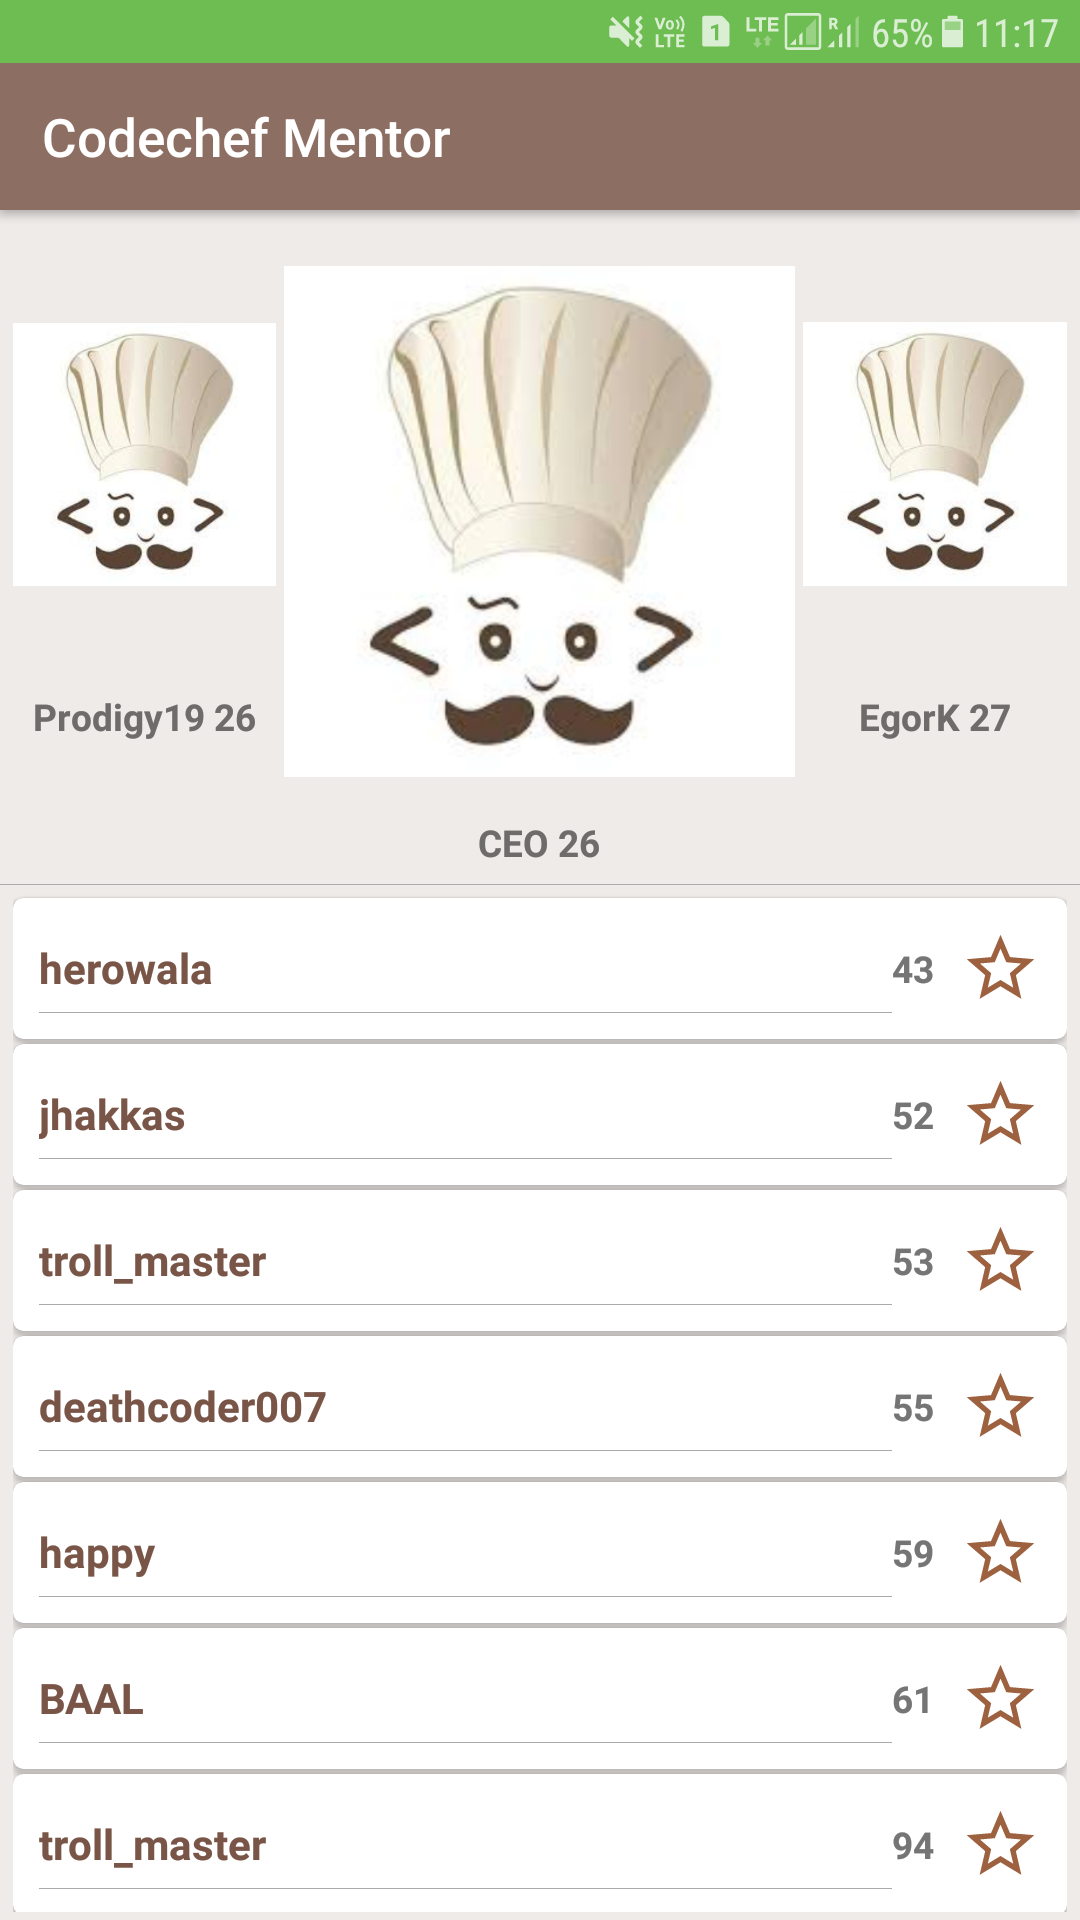 Vo)) LTE 1 LTE R 65% 11:17
Codechef Mentor
Prodigy19 26
EgorK 27
CEO 26
herowala 43
jhakkas 52
troll_master 53
deathcoder007 55
happy 59
BAAL 61
troll_master 94